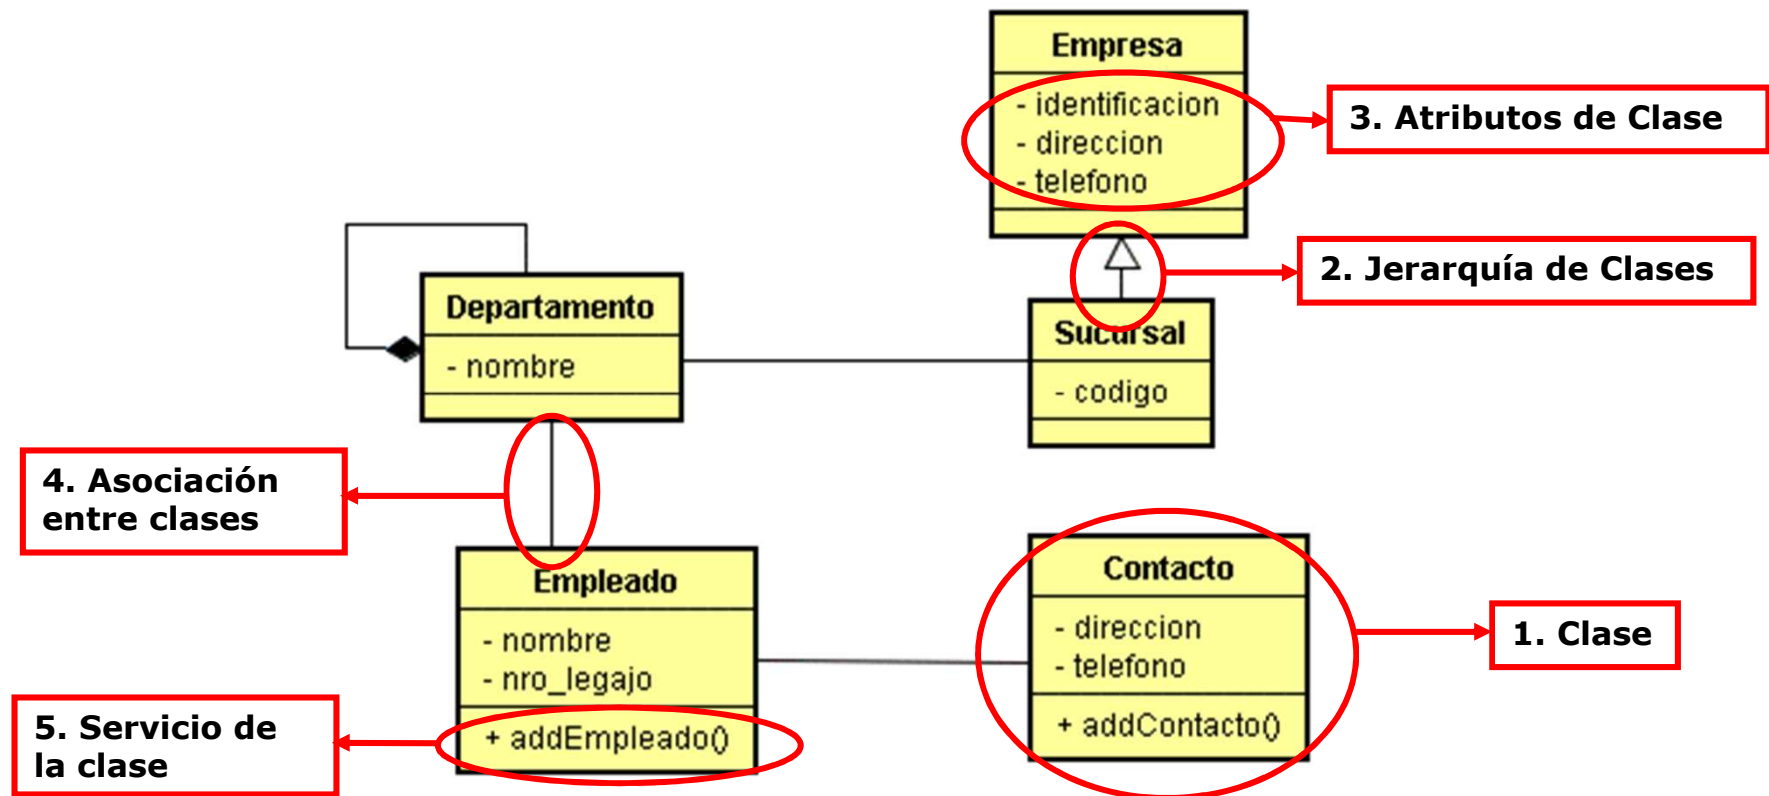 Empresa
- identificacion
- direccion
- telefono
3. Atributos de Clase
2. Jerarquía de Clases
Departamento
- nombre
Sucursal
- codigo
4. Asociación
entre clases
Empleado
- nombre
- nro_legajo
+ addEmpleado()
Contacto
- direccion
- telefono
+ addContacto()
1. Clase
5. Servicio de
la clase